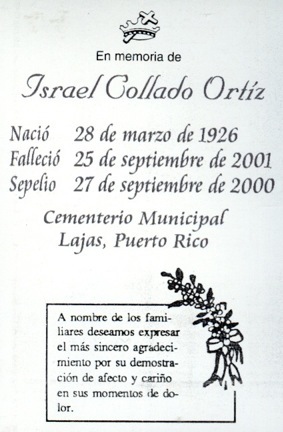 En memoria de
Israel Collado Ortíz
Nació 28 de marzo de 1926
Falleció 25 de septiembre de 2001
Sepelio 27 de septiembre de 2000
Cementerio Municipal
Lajas, Puerto Rico
A nombre de los fami-
liares deseamos expresar
el más sincero agradeci-
miento por su demostra-
ción de afecto y cariño
en sus momentos de do-
lor.